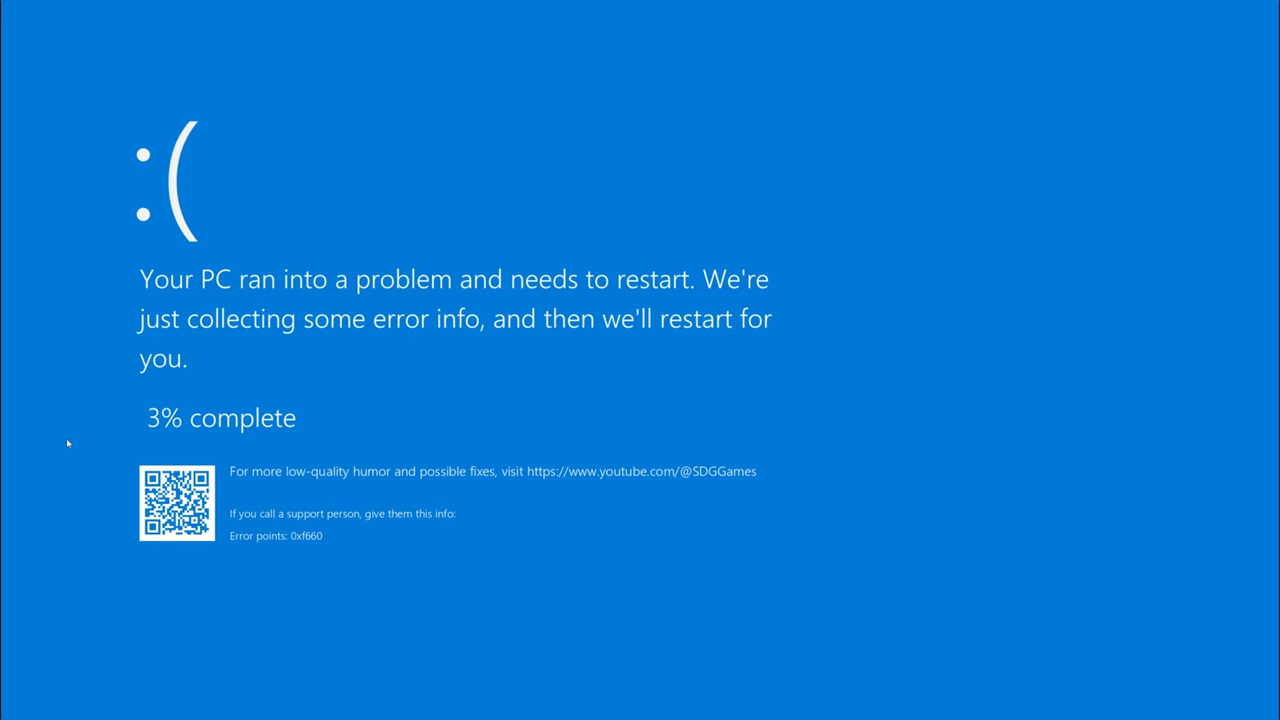 :(
Your PC ran into a problem and needs to restart. We're
just collecting some error info, and then we'll restart for
you.
3% complete
For more low-quality humor and possible fixes, visit https://www.youtube.com/@SDGGames
If you call a support person, give them this info:
Error points: 0xf660